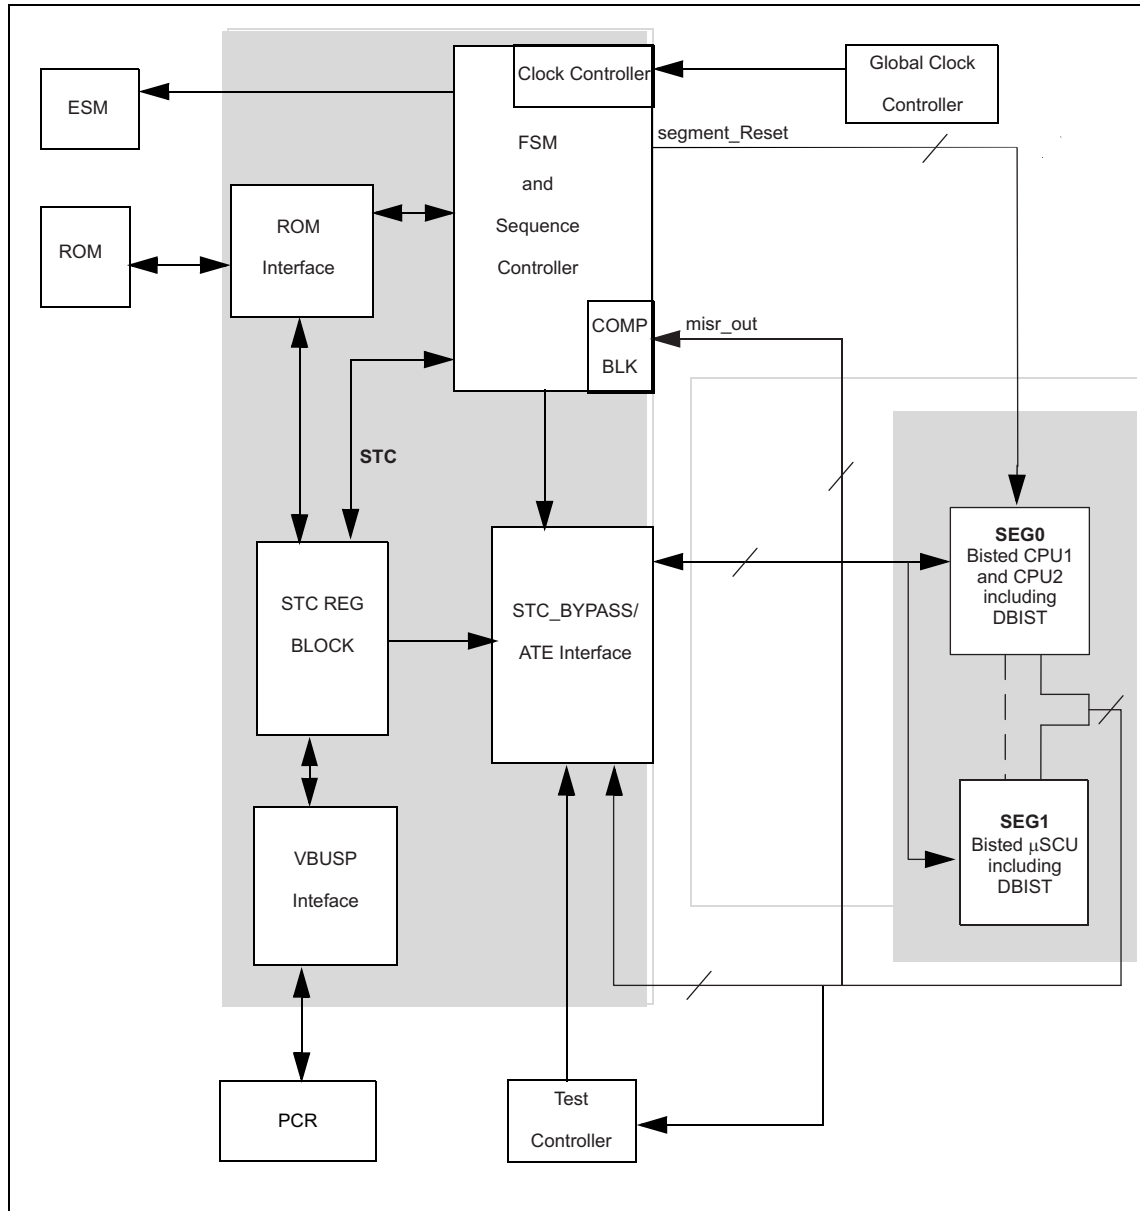 Clock Controller
Global Clock
Controller
ESM
segment_Reset
FSM
and
Sequence
Controller
ROM
ROM
Interface
COMP
BLK
misr_out
STC
SEG0
Bisted CPU1
and CPU2
including
DBIST
STC REG
BLOCK
STC_BYPASS/
ATE Interface
SEG1
Bisted μSCU
including
DBIST
VBUSP
Inteface
PCR
Test
Controller